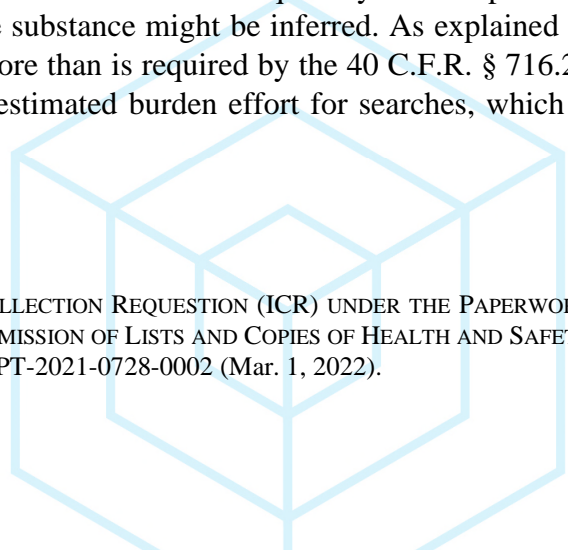 substance might be inferred. As explained
ore than is required by the 40 C.F.R. § 716.2
estimated burden effort for searches, which
LLECTION REQUESTION (ICR) UNDER THE PAPERWO
MISSION OF LISTS AND COPIES OF HEALTH AND SAFET
PT-2021-0728-0002 (Mar. 1, 2022).